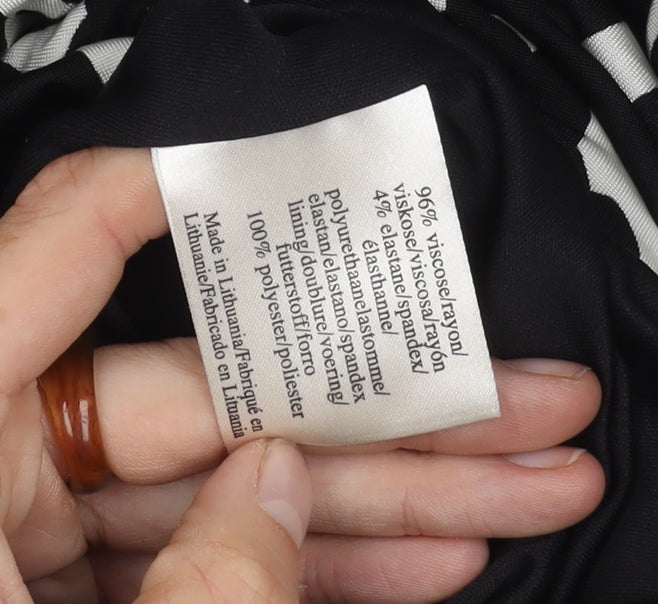 96% viscose/rayon/
viskose/viscosa/rayón
4% elastane/spandex/
élasthanne/
polyurethaanelastomme/
elastan/elastano/spandex
lining/doublure/voering/
futterstoff/forro
100% polyester/poliester
Made in Lithuania/Fabriqué en
Lithuanie/Fabricado en Lituania